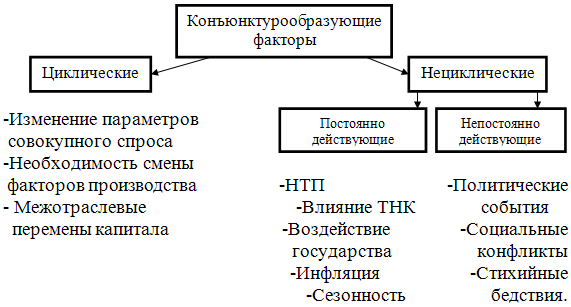 Конъюнктурообразующие
факторы
Циклические
Нециклические
-Изменение параметров
совокупного спроса
-Необходимость смены
факторов производства
- Межотраслевые
перемены капитала
Постоянно
действующие
-НТП
-Влияние ТНК
-Воздействие
государства
-Инфляция
-Сезонность
Непостоянно
действующие
-Политические
события
-Социальные
конфликты
-Стихийные
бедствия.